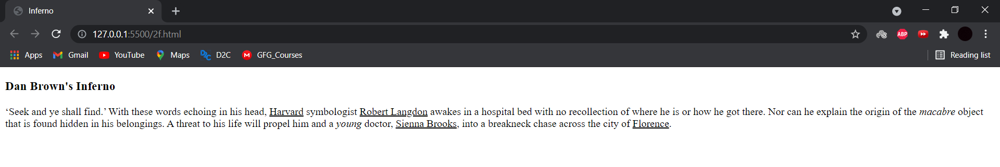 Inferno
127.0.0.1:5500/2f.html
ABP
Apps Gmail YouTube Maps D2C D2C M GFG_Courses Reading list
Dan Brown's Inferno
‘Seek and ye shall find.’ With these words echoing in his head, Harvard symbologist Robert Langdon awakes in a hospital bed with no recollection of where he is or how he got there. Nor can he explain the origin of the macabre object
that is found hidden in his belongings. A threat to his life will propel him and a young doctor, Sienna Brooks, into a breakneck chase across the city of Florence.